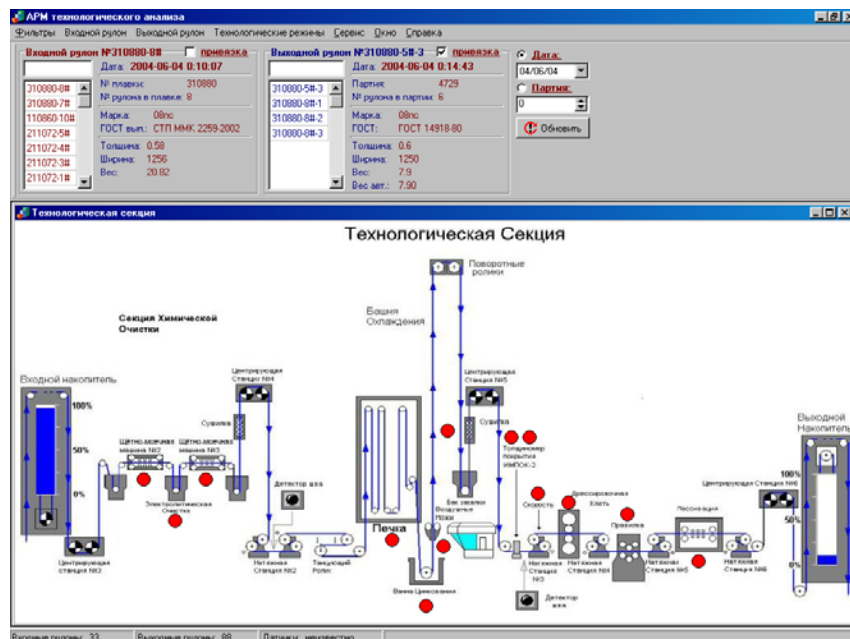 АРМ технологического анализа
Фильтры Входной рулон Выходной рулон Технологические режимы Сервис Окно Справка
Входной рулон №310880-8# привязка
Дата: 2004-06-04 0:10:07
№ плавки: 310880
№ рулона в плавке: 8
Марка: 08пс
ГОСТ вып.: СТП ММК 2259-2002
Толщина: 0.58
Ширина: 1256
Вес: 20.82
310880-8#
310880-7#
110860-10#
211072-5#
211072-4#
211072-3#
211072-1#
Выходной рулон №310880-5#-3 привязка
Дата: 2004-06-04 0:14:43
Партия: 4729
№ рулона в партии: 6
Марка: 08пс
ГОСТ: ГОСТ 14918-80
Толщина: 0.6
Ширина: 1250
Вес: 7.9
Вес авт.: 7.90
310880-5#-3
310880-8#-1
310880-8#-2
310880-8#-3
Дата:
04/06/04
Партия:
0
Обновить
Технологическая секция
Технологическая Секция
Поворотные
ролики
Башня
Охлаждения
Секция Химической
Очистки
Входной накопитель
100%
50%
0%
Центрирующая
Станция №4
Сушилка
Щётно-моечная
машина №2
Щётно-моечная
машина №3
Электролитическая
Очистка
Детектор шва
Центрирующая
станция №3
Натяжная
Станция №2
Танцующий
Ролик
Печка
Центрирующая
Станция №5
Сушилка
Бак закалки
Воздушные
Ножи
Ванна Цинкования
Толщиномер
покрытия
ИМПОК-2
Скорость
Дрессировочная
Клеть
Правилка
Пассивация
Натяжная
Станция
№3
Натяжная
Станция №4
Натяжная
Станция №5
Натяжная
Станция №6
Детектор
шва
Центрирующая Станция №6
Выходной
Накопитель
100%
50%
0%
Входные рулоны: 33 Выходные рулоны: 88 Датчики: неизвестно